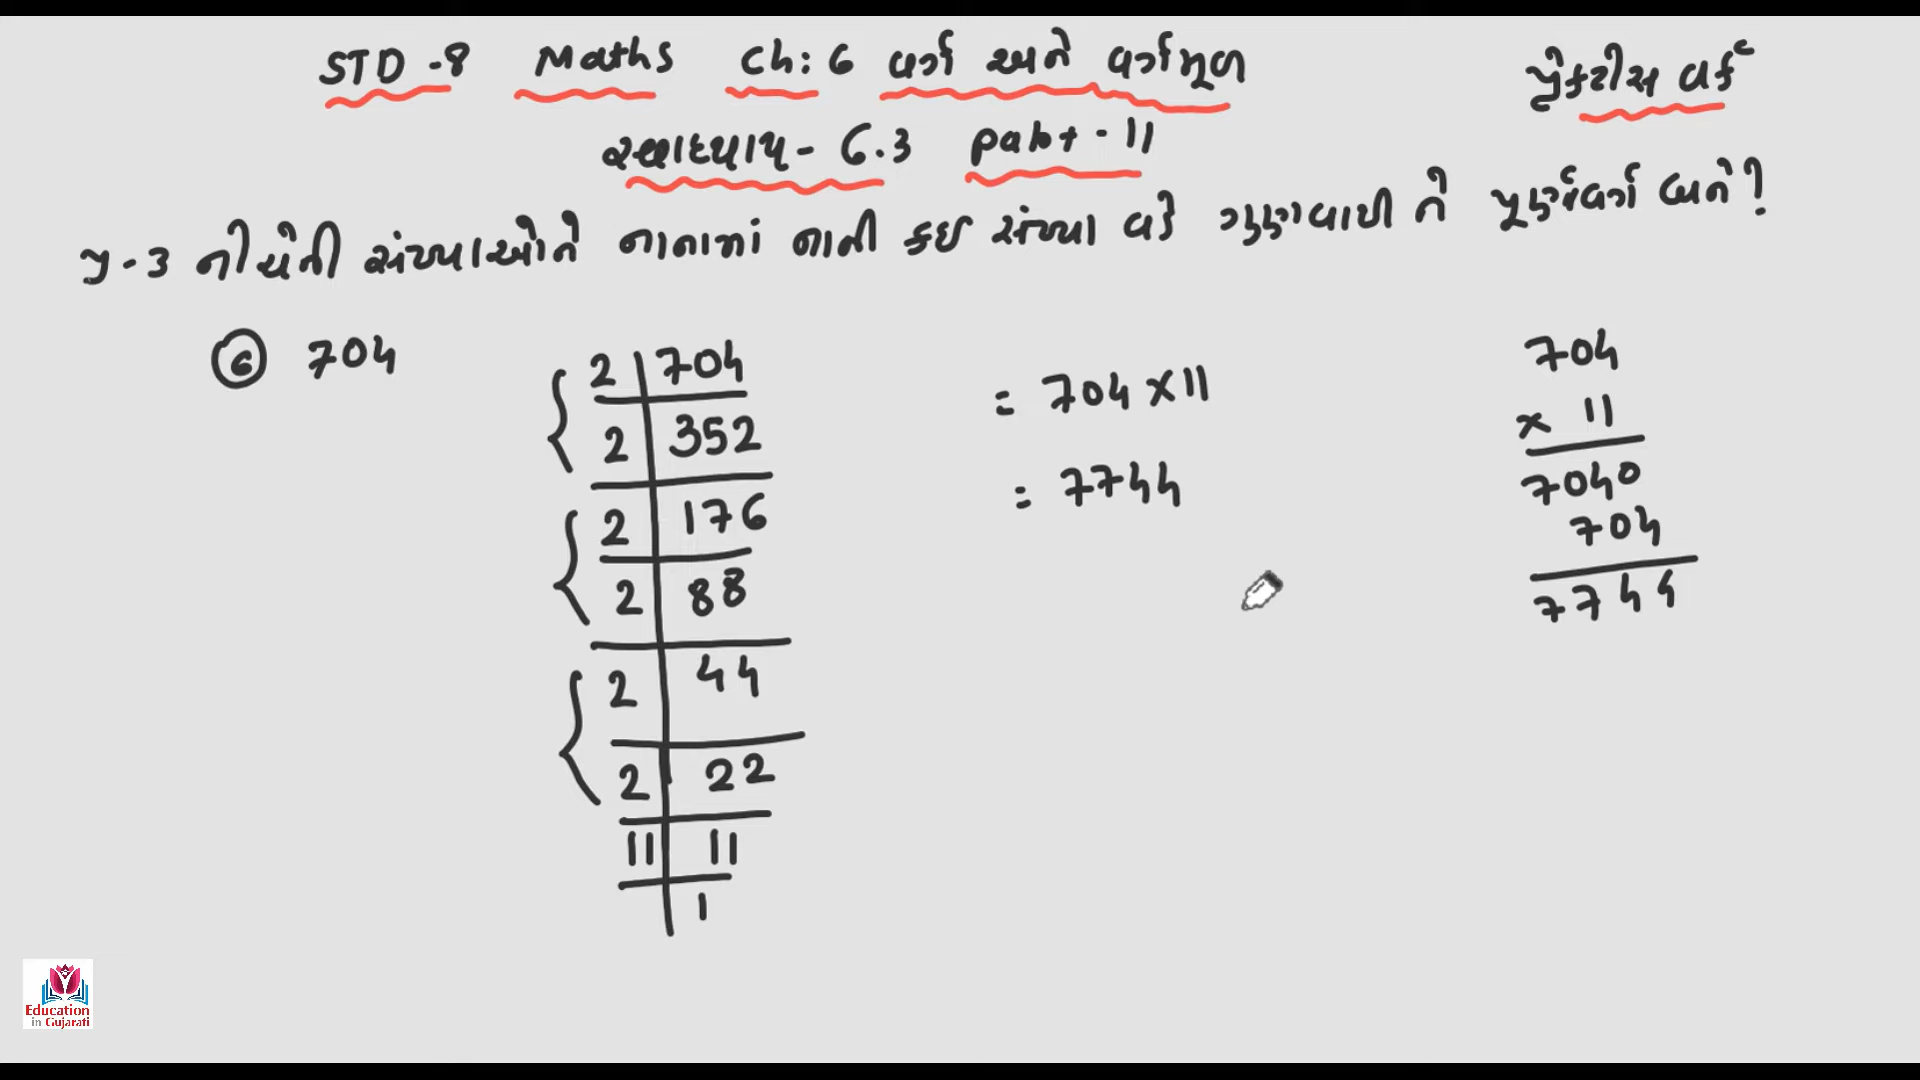 STD-8 Maths Ch: 6 વર્ગ અને વર્ગમૂળ
પ્રેક્ટીસ વર્ક
સ્વાધ્યાય - 6.3 part-11
પ્ર-3 નીચેની સંખ્યાઓને નાનામાં નાની કઇ સંખ્યા વડે ગુણવાથી તે પૂર્ણવર્ગ બને?
⑥ 704
2 | 704
2 | 352
2 | 176
2 | 88
2 | 44
2 | 22
11 | 11
1
= 704 × 11
= 7744
704
× 11
7040
704
7744
Education
in Gujarati